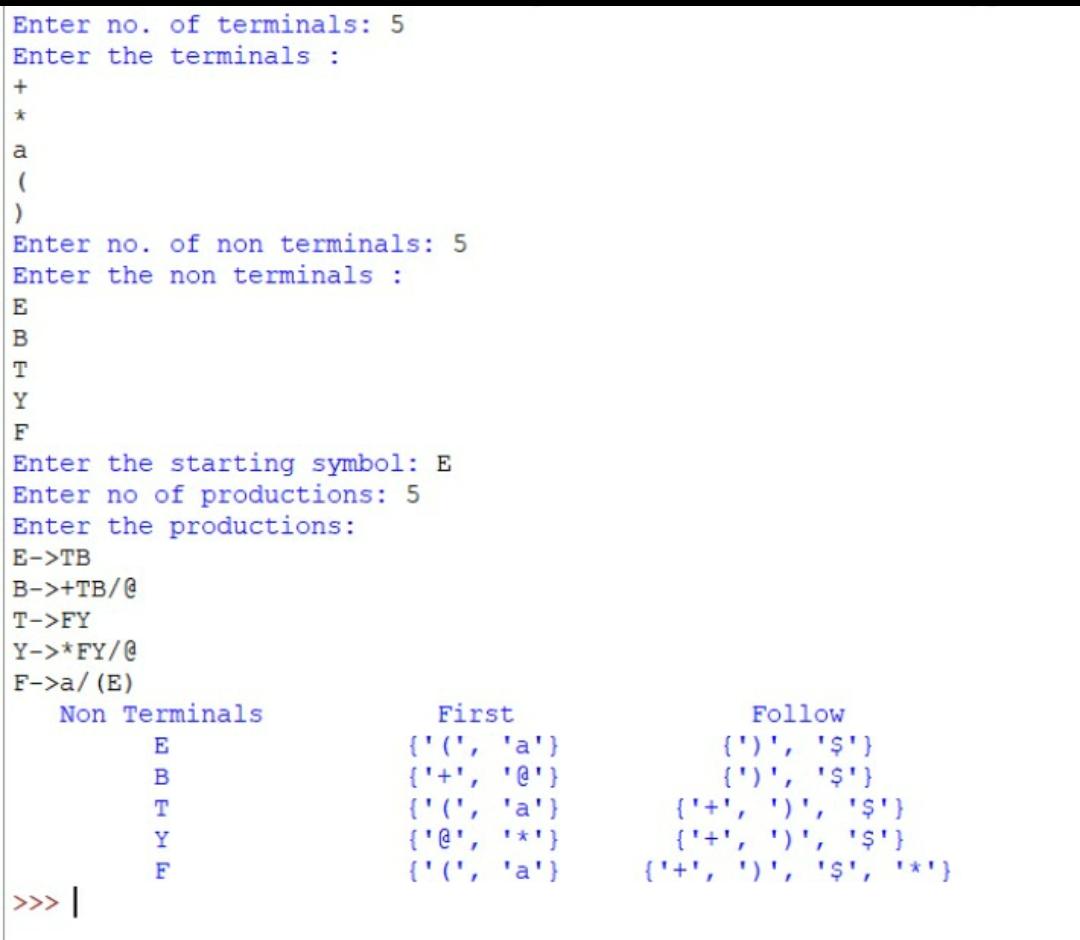 Enter no. of terminals: 5
Enter the terminals :
+
*
a
(
)
Enter no. of non terminals: 5
Enter the non terminals :
E
B
T
Y
F
Enter the starting symbol: E
Enter no of productions: 5
Enter the productions:
E->TB
B->+TB/@
T->FY
Y->*FY/@
F->a/(E)
Non Terminals First Follow
E {'(', 'a'} {')', '$'}
B {'+', '@'} {')', '$'}
T {'(', 'a'} {'+', ')', '$'}
Y {'@', '*'} {'+', ')', '$'}
F {'(', 'a'} {'+', ')', '$', '*'}
>>>